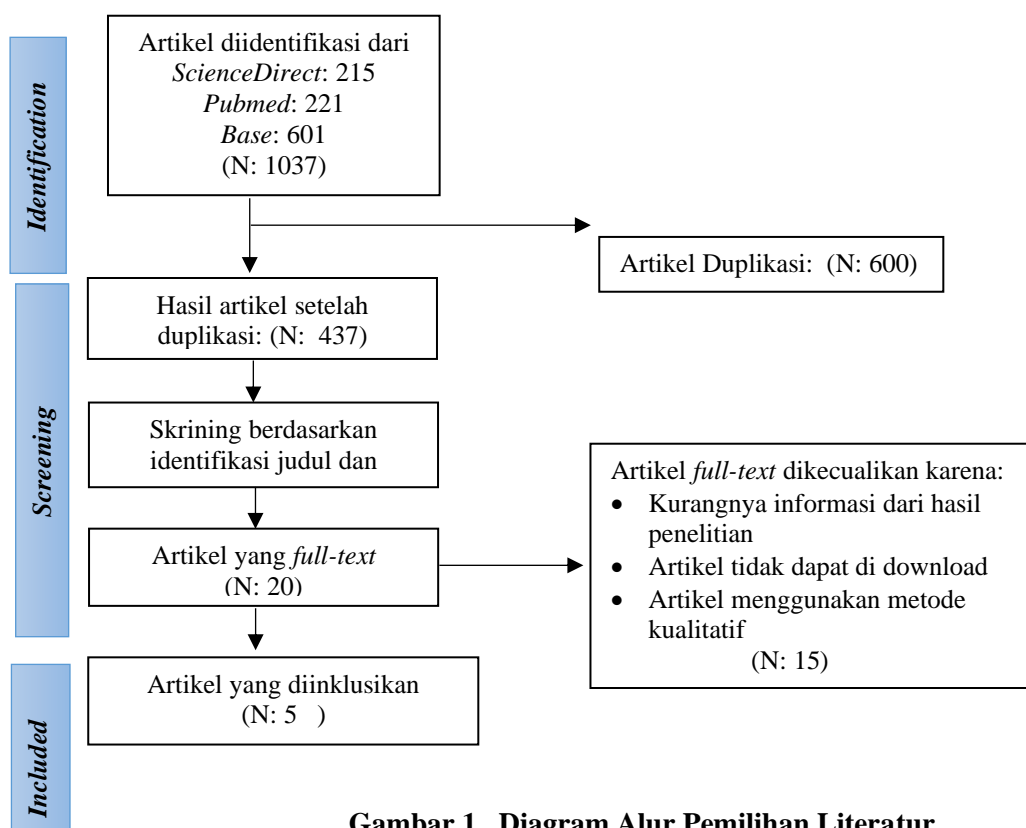 Identification
Artikel diidentifikasi dari
ScienceDirect: 215
Pubmed: 221
Base: 601
(N: 1037)
Artikel Duplikasi: (N: 600)
Screening
Hasil artikel setelah
duplikasi: (N: 437)
Skrining berdasarkan
identifikasi judul dan
Artikel yang full-text
(N: 20)
Artikel full-text dikecualikan karena:
• Kurangnya informasi dari hasil
penelitian
• Artikel tidak dapat di download
• Artikel menggunakan metode
kualitatif
(N: 15)
Included
Artikel yang diinklusikan
(N: 5 )
Gambar 1. Diagram Alur Pemilihan Literatur